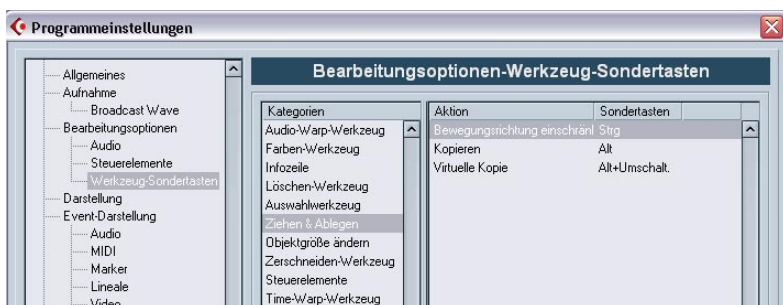 Programmeinstellungen
Allgemeines
Aufnahme
Broadcast Wave
Bearbeitungsoptionen
Audio
Steuerelemente
Werkzeug-Sondertasten
Darstellung
Event-Darstellung
Audio
MIDI
Marker
Lineale
Video
Bearbeitungsoptionen-Werkzeug-Sondertasten
Kategorien
Audio-Warp-Werkzeug
Farben-Werkzeug
Infozeile
Löschen-Werkzeug
Auswahlwerkzeug
Ziehen & Ablegen
Objektgröße ändern
Zerschneiden-Werkzeug
Steuerelemente
Time-Warp-Werkzeug
Aktion Sondertasten
Bewegungsrichtung einschränl Strg
Kopieren Alt
Virtuelle Kopie Alt+Umschalt.